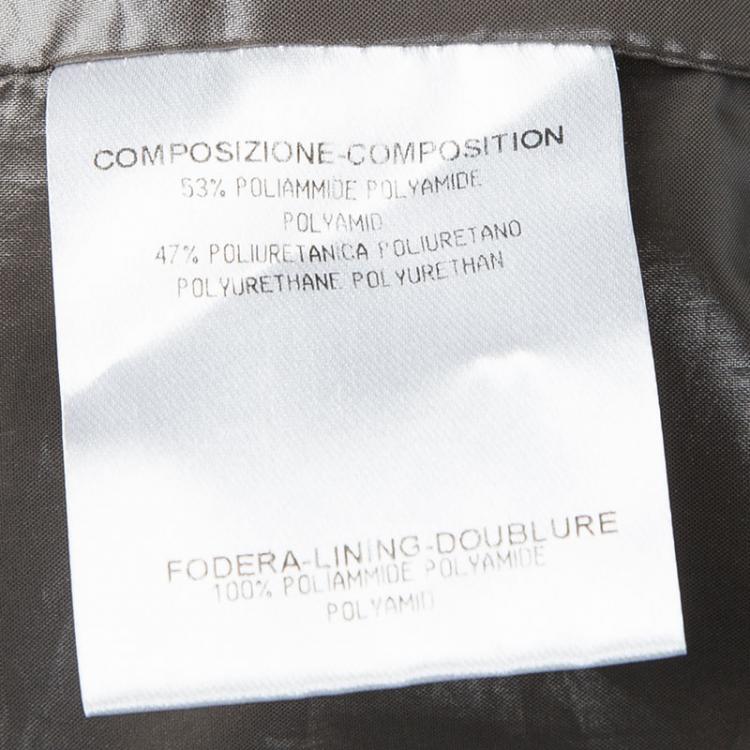 COMPOSIZIONE-COMPOSITION
53% POLIAMMIDE POLYAMIDE
POLYAMID
47% POLIURETANICA POLIURETANO
POLYURETHANE POLYURETHAN
FODERA-LINING-DOUBLURE
100% POLIAMMIDE POLYAMIDE
POLYAMID